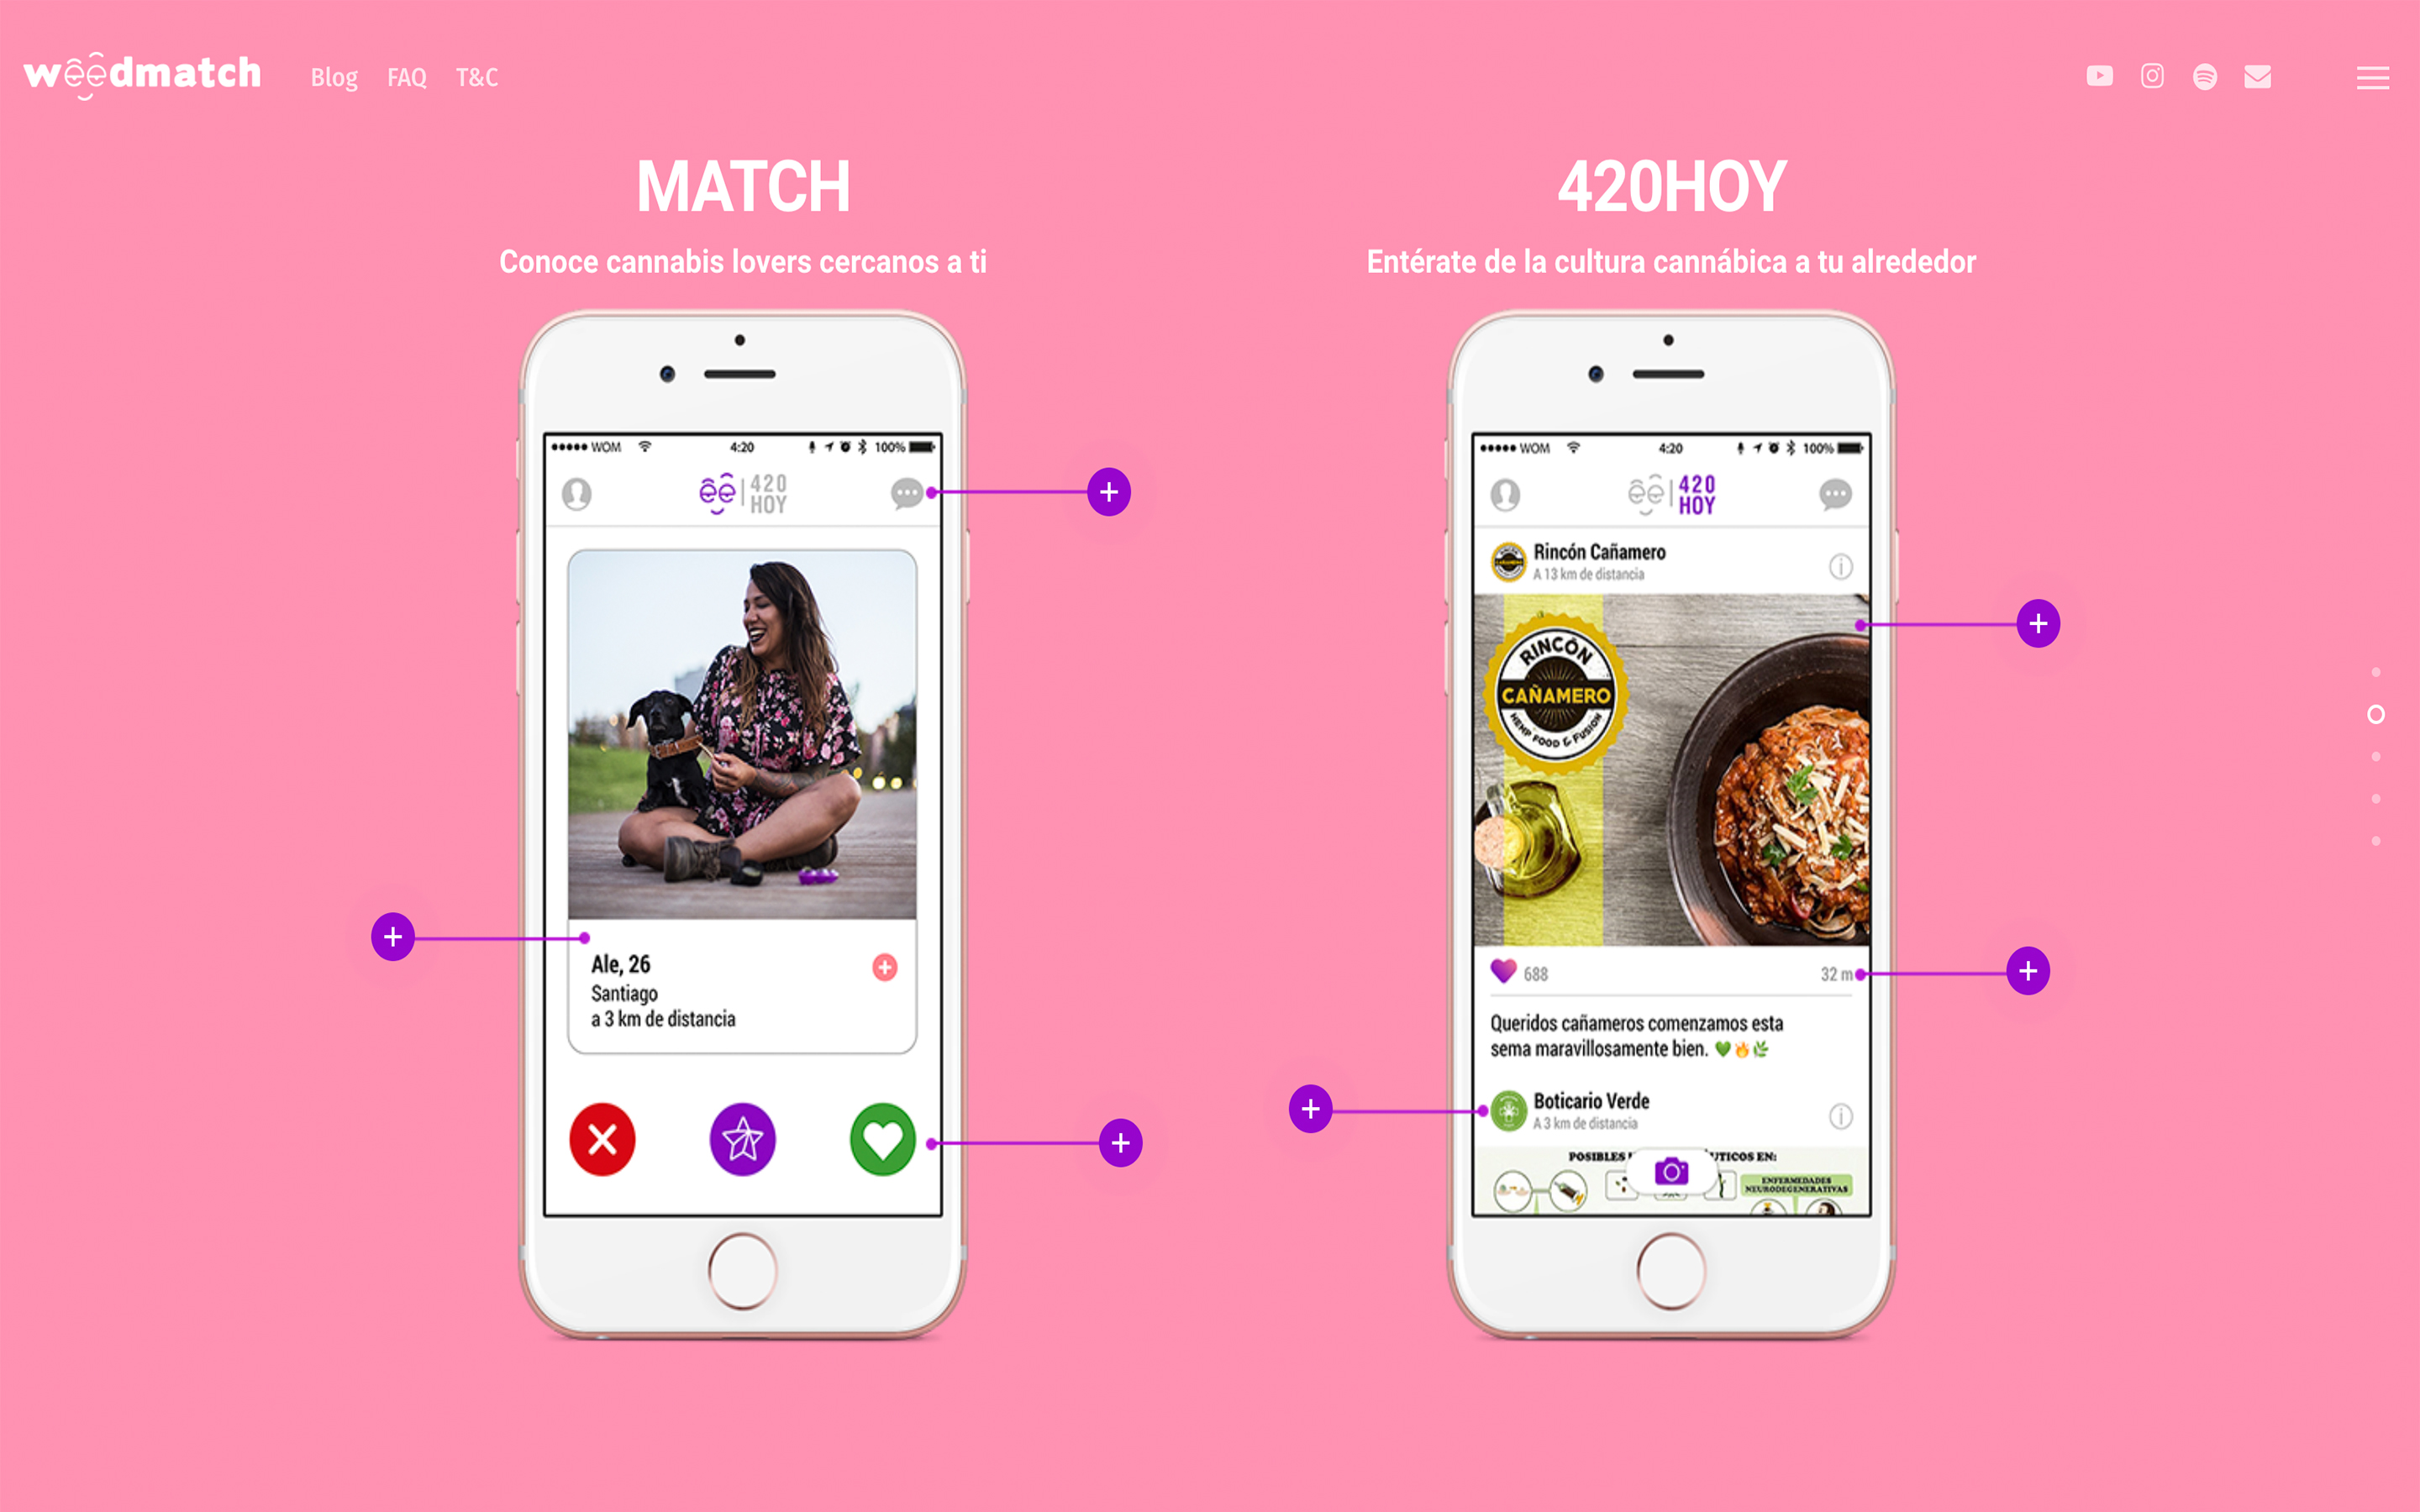 weedmatch
Blog FAQ T&C
MATCH
Conoce cannabis lovers cercanos a ti
WOM 4:20 100%
ee | 420
HOY
Ale, 26
Santiago
a 3 km de distancia
420HOY
Entérate de la cultura cannábica a tu alrededor
WOM 4:20 100%
ee | 420
HOY
Rincón Cañamero
A 13 km de distancia
RINCÓN
CAÑAMERO
HEMP FOOD & FUSIÓN
688 32 m
Queridos cañameros comenzamos esta
sema maravillosamente bien. 💚🔥🌿
Boticario Verde
A 3 km de distancia
POSIBLES
EN:
ENFERMEDADES
NEURODEGENERATIVAS